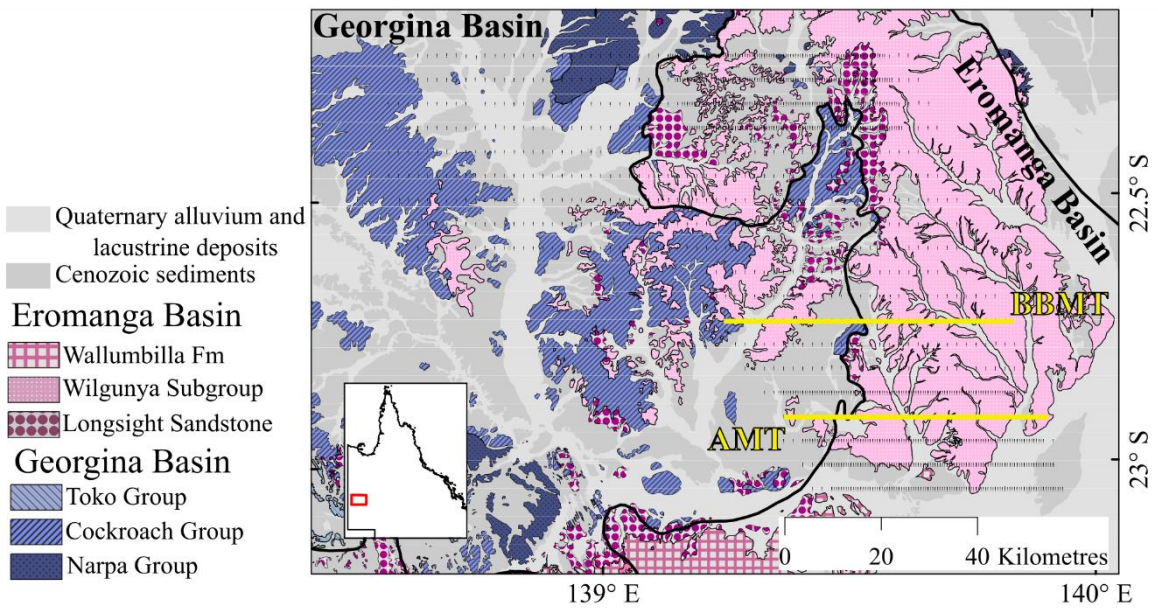 Georgina Basin
Eromanga Basin
Quaternary alluvium and
lacustrine deposits
Cenozoic sediments
Eromanga Basin
Wallumbilla Fm
Wilgunya Subgroup
Longsight Sandstone
Georgina Basin
Toko Group
Cockroach Group
Narpa Group
BBMT
AMT
22.5° S
23° S
0 20 40 Kilometres
139° E 140° E